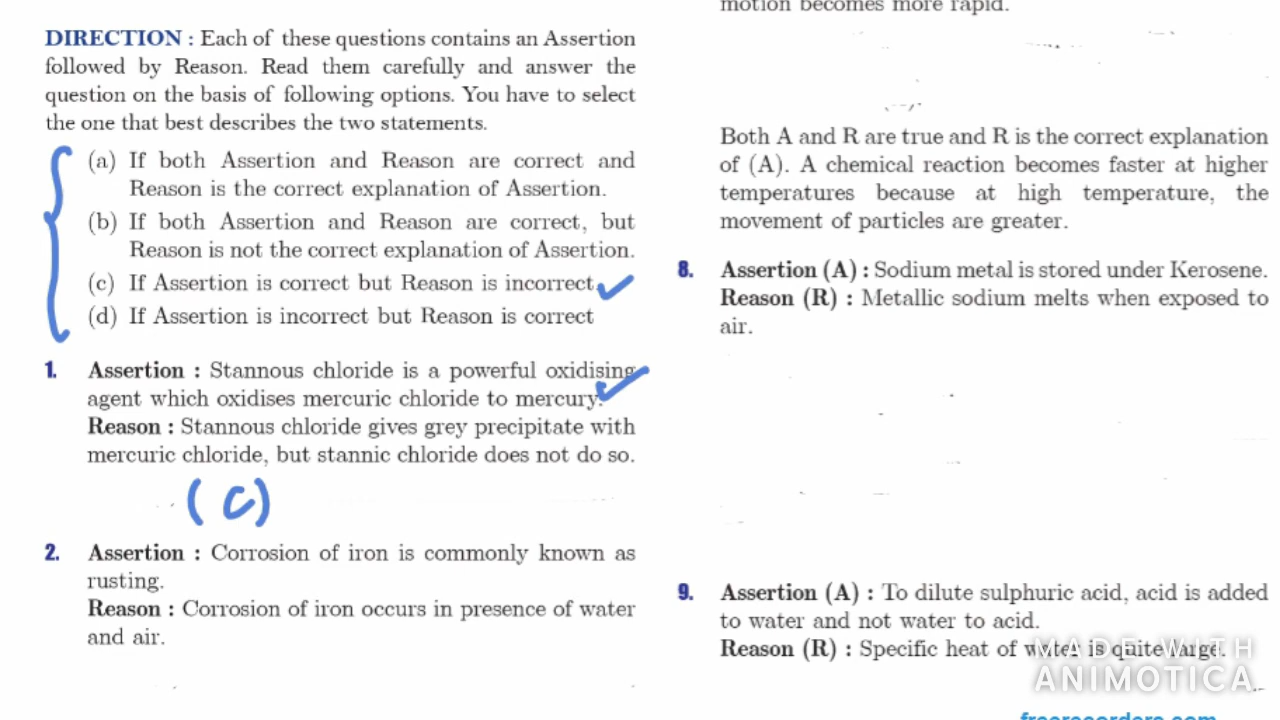 DIRECTION : Each of these questions contains an Assertion
followed by Reason. Read them carefully and answer the
question on the basis of following options. You have to select
the one that best describes the two statements.
(a) If both Assertion and Reason are correct and
Reason is the correct explanation of Assertion.
(b) If both Assertion and Reason are correct, but
Reason is not the correct explanation of Assertion.
(c) If Assertion is correct but Reason is incorrect.
(d) If Assertion is incorrect but Reason is correct
1. Assertion : Stannous chloride is a powerful oxidising
agent which oxidises mercuric chloride to mercury.
Reason : Stannous chloride gives grey precipitate with
mercuric chloride, but stannic chloride does not do so.
(C)
2. Assertion : Corrosion of iron is commonly known as
rusting.
Reason : Corrosion of iron occurs in presence of water
and air.
motion becomes more rapid.
Both A and R are true and R is the correct explanation
of (A). A chemical reaction becomes faster at higher
temperatures because at high temperature, the
movement of particles are greater.
8. Assertion (A) : Sodium metal is stored under Kerosene.
Reason (R) : Metallic sodium melts when exposed to
air.
9. Assertion (A) : To dilute sulphuric acid, acid is added
to water and not water to acid.
Reason (R) : Specific heat of water is quite large.
MADE WITH
ANIMOTICA
freerecorders.com